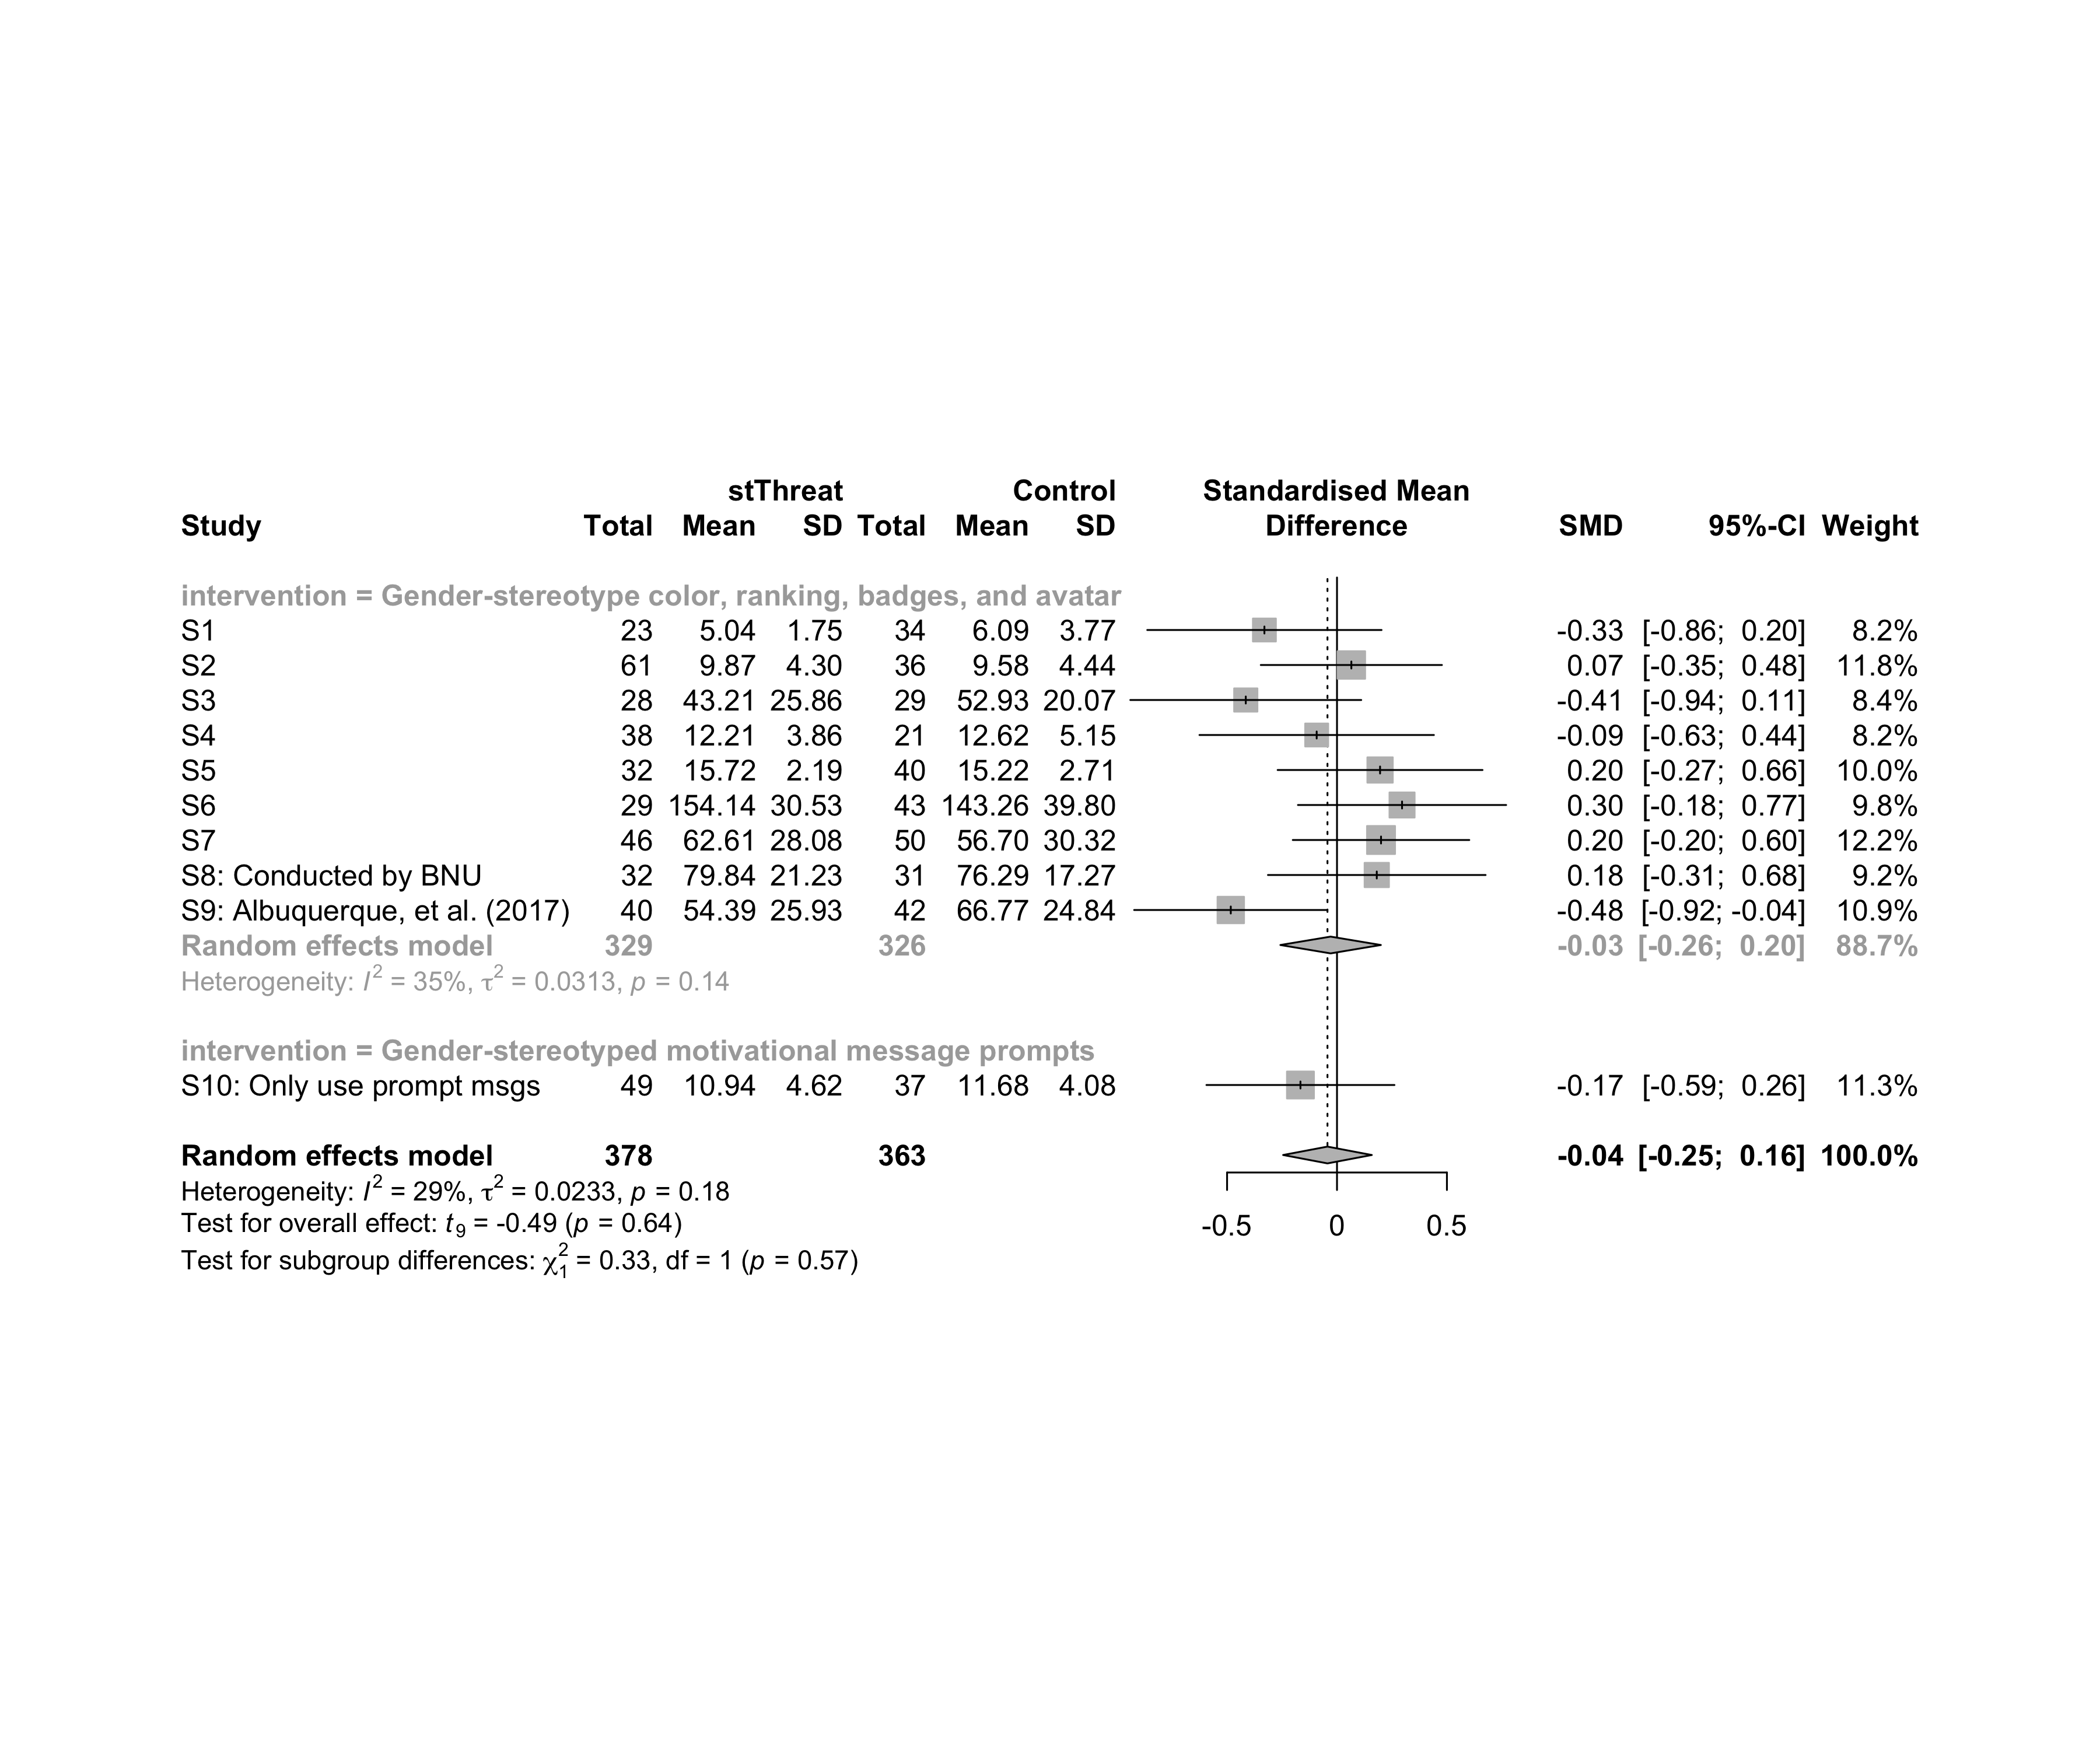 stThreat Control Standardised Mean
Study Total Mean SD Total Mean SD Difference SMD 95%-CI Weight
intervention = Gender-stereotype color, ranking, badges, and avatar
S1 23 5.04 1.75 34 6.09 3.77 -0.33 [-0.86; 0.20] 8.2%
S2 61 9.87 4.30 36 9.58 4.44 0.07 [-0.35; 0.48] 11.8%
S3 28 43.21 25.86 29 52.93 20.07 -0.41 [-0.94; 0.11] 8.4%
S4 38 12.21 3.86 21 12.62 5.15 -0.09 [-0.63; 0.44] 8.2%
S5 32 15.72 2.19 40 15.22 2.71 0.20 [-0.27; 0.66] 10.0%
S6 29 154.14 30.53 43 143.26 39.80 0.30 [-0.18; 0.77] 9.8%
S7 46 62.61 28.08 50 56.70 30.32 0.20 [-0.20; 0.60] 12.2%
S8: Conducted by BNU 32 79.84 21.23 31 76.29 17.27 0.18 [-0.31; 0.68] 9.2%
S9: Albuquerque, et al. (2017) 40 54.39 25.93 42 66.77 24.84 -0.48 [-0.92; -0.04] 10.9%
Random effects model 329 326 -0.03 [-0.26; 0.20] 88.7%
Heterogeneity: I² = 35%, τ² = 0.0313, p = 0.14
intervention = Gender-stereotyped motivational message prompts
S10: Only use prompt msgs 49 10.94 4.62 37 11.68 4.08 -0.17 [-0.59; 0.26] 11.3%
Random effects model 378 363 -0.04 [-0.25; 0.16] 100.0%
Heterogeneity: I² = 29%, τ² = 0.0233, p = 0.18
Test for overall effect: t₉ = -0.49 (p = 0.64)
-0.5 0 0.5
Test for subgroup differences: χ₁² = 0.33, df = 1 (p = 0.57)